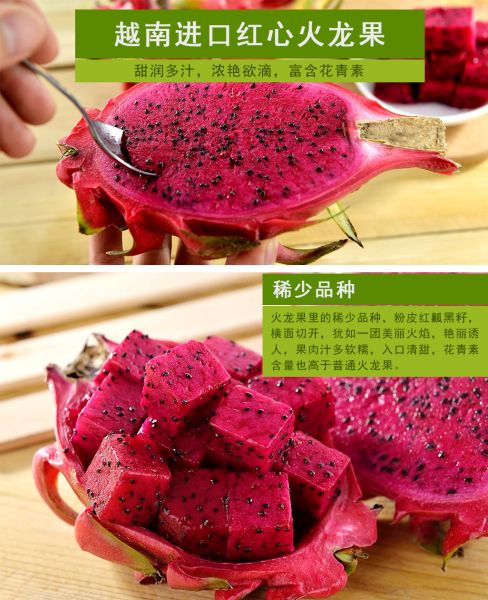 越南进口红心火龙果
甜润多汁，浓艳欲滴，富含花青素
稀少品种
火龙果里的稀少品种，粉皮红瓤黑籽，
横面切开，犹如一团美丽火焰，艳丽诱
人，果肉汁多软糯，入口清甜，花青素
含量也高于普通火龙果。